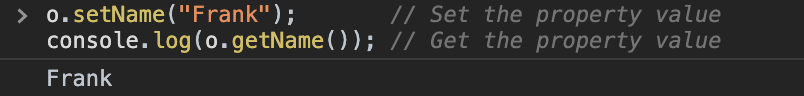 > o.setName("Frank");       // Set the property value
console.log(o.getName()); // Get the property value
Frank